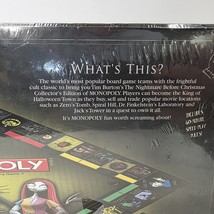 WHAT'S THIS?
The world's most popular board game teams with the frightful
cult classic to bring you Tim Burton's The Nightmare Before Christmas
Collector's Edition of MONOPOLY. Players can become the King of
Halloween Town as they buy, sell and trade popular movie locations
such as Zero's Tomb, Spiral Hill, Dr. Finkelstein's Laboratory and
Jack's Tower in a quest to own it all.
It's MONOPOLY fun worth screaming about!
INCLUDES
SPEED PLAY
OPOLY